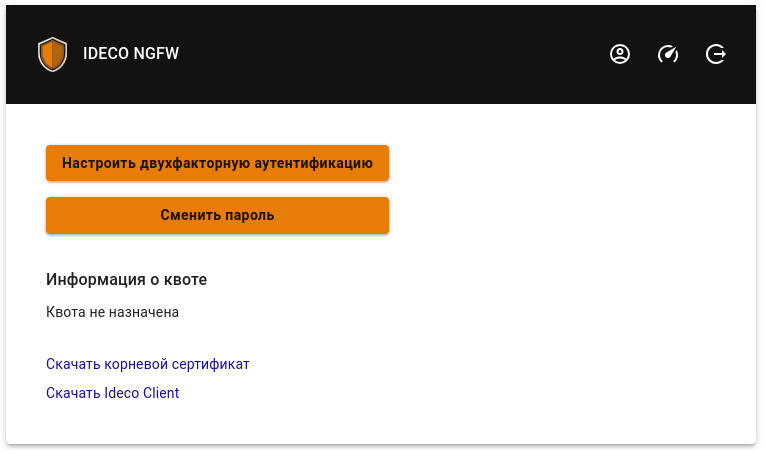 IDECO NGFW
Настроить двухфакторную аутентификацию
Сменить пароль
Информация о квоте
Квота не назначена
Скачать корневой сертификат
Скачать Ideco Client